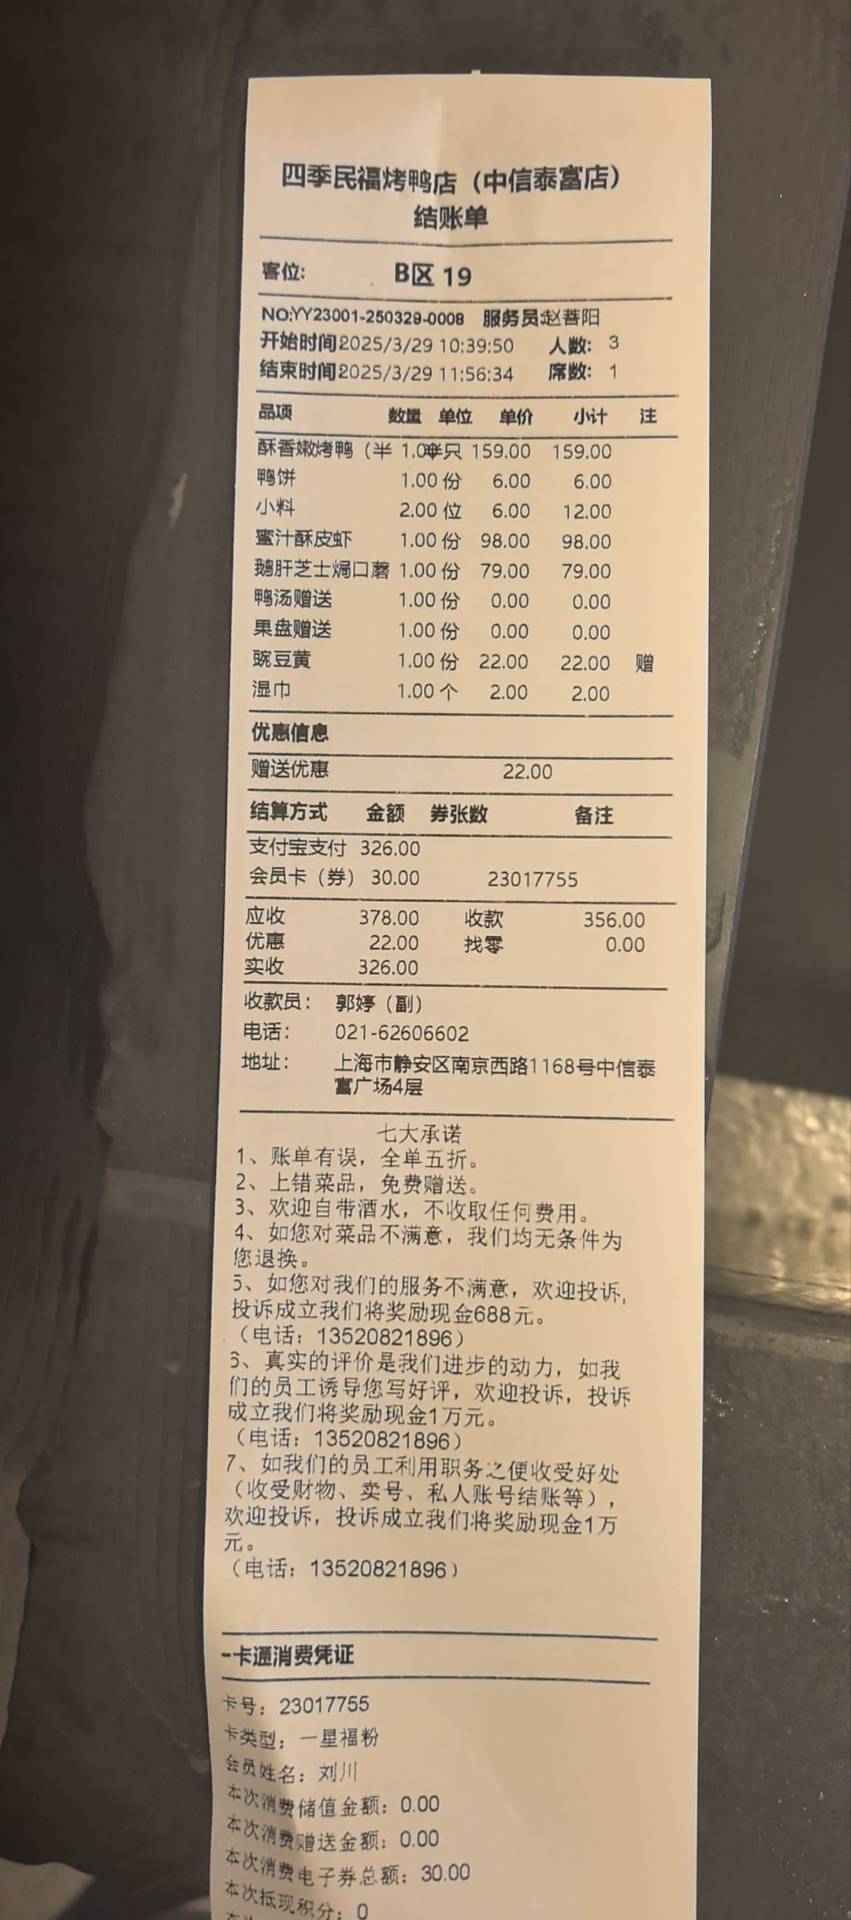 四季民福烤鸭店（中信泰富店）
结账单
客位: B区 19
NO:YY23001-250329-0008 服务员:赵菩阳
开始时间2025/3/29 10:39:50 人数: 3
结束时间2025/3/29 11:56:34 席数: 1
品项 数量 单位 单价 小计 注
酥香嫩烤鸭（半 1.00 半只 159.00 159.00
鸭饼 1.00 份 6.00 6.00
小料 2.00 位 6.00 12.00
蜜汁酥皮虾 1.00 份 98.00 98.00
鹅肝芝士焗口蘑 1.00 份 79.00 79.00
鸭汤赠送 1.00 份 0.00 0.00
果盘赠送 1.00 份 0.00 0.00
豌豆黄 1.00 份 22.00 22.00 赠
湿巾 1.00 个 2.00 2.00
优惠信息
赠送优惠 22.00
结算方式 金额 券张数 备注
支付宝支付 326.00
会员卡（券） 30.00 23017755
应收 378.00 收款 356.00
优惠 22.00 找零 0.00
实收 326.00
收款员: 郭婷（副）
电话: 021-62606602
地址: 上海市静安区南京西路1168号中信泰
富广场4层
七大承诺
1、账单有误，全单五折。
2、上错菜品，免费赠送。
3、欢迎自带酒水，不收取任何费用。
4、如您对菜品不满意，我们均无条件为
您退换。
5、如您对我们的服务不满意，欢迎投诉,
投诉成立我们将奖励现金688元。
（电话：13520821896）
6、真实的评价是我们进步的动力，如我
们的员工诱导您写好评，欢迎投诉，投诉
成立我们将奖励现金1万元。
（电话：13520821896）
7、如我们的员工利用职务之便收受好处
（收受财物、卖号、私人账号结账等），
欢迎投诉，投诉成立我们将奖励现金1万
元。
（电话：13520821896）
一卡通消费凭证
卡号：23017755
卡类型：一星福粉
会员姓名：刘川
本次消费储值金额：0.00
本次消费赠送金额：0.00
本次消费电子券总额：30.00
本次抵现积分：0